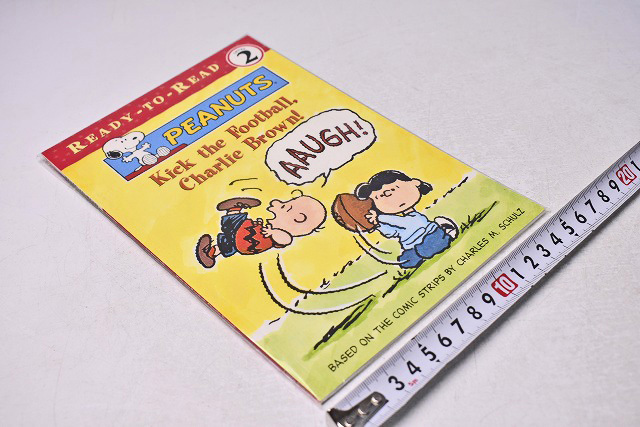 READY-TO-READ
2
PEANUTS
Kick the Football,
Charlie Brown!
AAUGH!
BASED ON THE COMIC STRIPS BY CHARLES M. SCHULZ
3 4 5 6 7 8 9 10 1 2 3 4 5 6 7 8 9 20 1